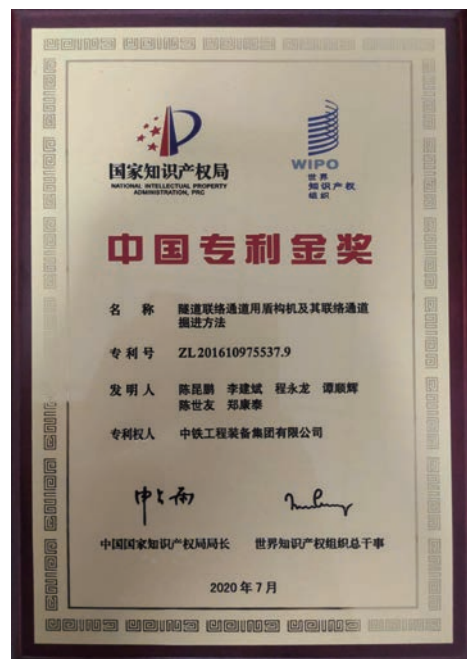 国家知识产权局
NATIONAL INTELLECTUAL PROPERTY
ADMINISTRATION, PRC
WIPO
世界
知识产权
组织
中国专利金奖
名 称 隧道联络通道用盾构机及其联络通道
掘进方法
专利号 ZL201610975537.9
发明人 陈昆鹏 李建斌 程永龙 谭顺辉
陈世友 郑康泰
专利权人 中铁工程装备集团有限公司
中国国家知识产权局局长 世界知识产权组织总干事
2020年7月